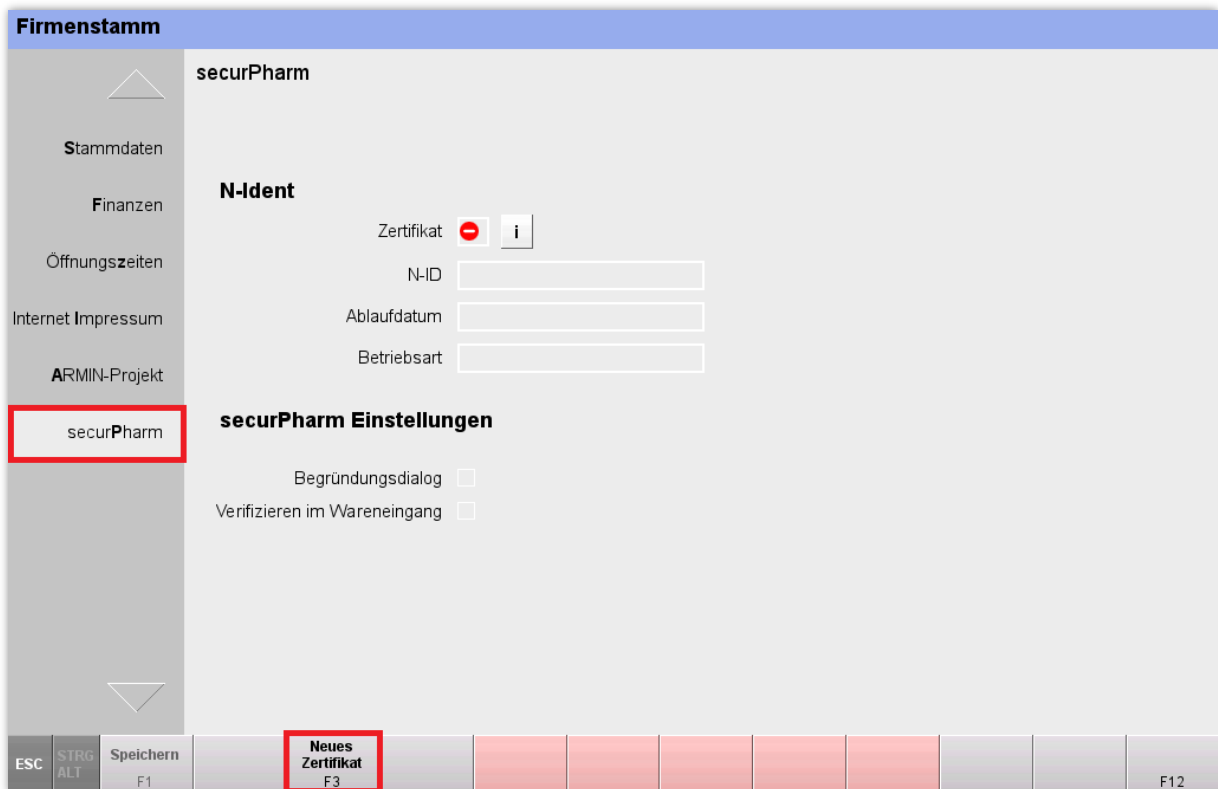 Firmenstamm
securPharm
Stammdaten
Finanzen
Öffnungszeiten
Internet Impressum
ARMIN-Projekt
securPharm
N-Ident
Zertifikat i
N-ID
Ablaufdatum
Betriebsart
securPharm Einstellungen
Begründungsdialog
Verifizieren im Wareneingang
ESC
STRG
ALT
Speichern
F1
Neues
Zertifikat
F3
F12